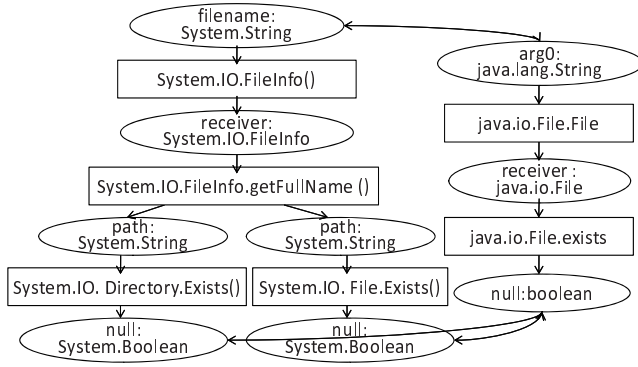 filename:
System.String
System.IO.FileInfo()
receiver:
System.IO.FileInfo
System.IO.FileInfo.getFullName ()
path:
System.String
path:
System.String
System.IO. Directory.Exists()
System.IO. File.Exists()
null:
System.Boolean
null:
System.Boolean
arg0:
java.lang.String
java.io.File.File
receiver :
java.io.File
java.io.File.exists
null:boolean